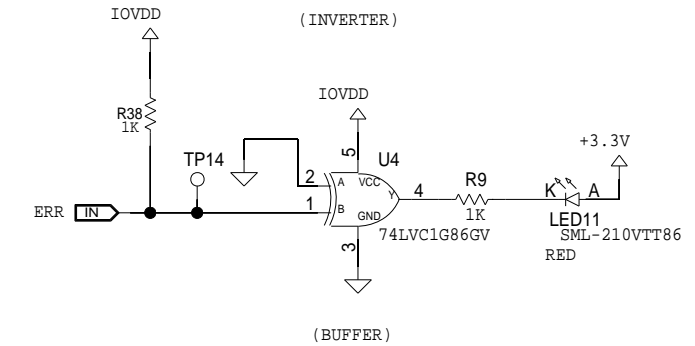 IOVDD
(INVERTER)
R38
1K
IOVDD
+3.3V
TP14
5
U4
2
A
VCC
Y
4
R9
1K
K
A
ERR
IN
1
B
GND
74LVC1G86GV
LED11
SML-210VTT86
RED
3
(BUFFER)